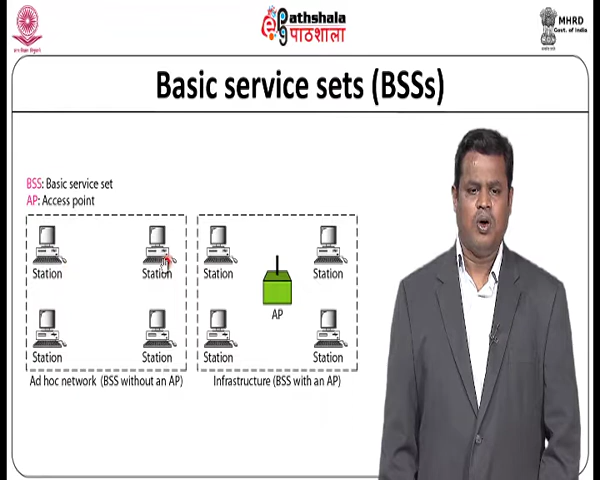 ePathshala
पाठशाला
MHRD
Govt. of India
Basic service sets (BSSs)
BSS: Basic service set
AP: Access point
Station
Station
Station
Station
AP
Station
Station
Station
Station
Ad hoc network (BSS without an AP)
Infrastructure (BSS with an AP)